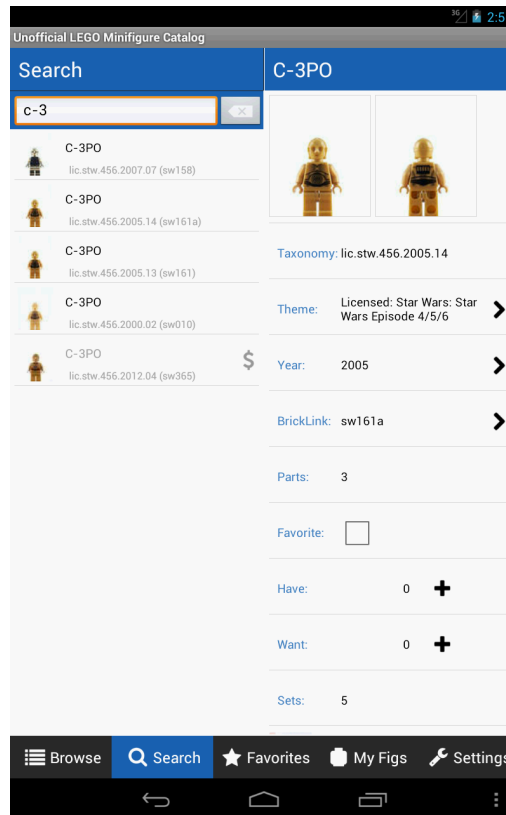 3G 2:5
Unofficial LEGO Minifigure Catalog
Search
c-3
C-3PO
lic.stw.456.2007.07 (sw158)
C-3PO
lic.stw.456.2005.14 (sw161a)
C-3PO
lic.stw.456.2005.13 (sw161)
C-3PO
lic.stw.456.2000.02 (sw010)
C-3PO
lic.stw.456.2012.04 (sw365)
$
C-3PO
Taxonomy: lic.stw.456.2005.14
Theme: Licensed: Star Wars: Star
Wars Episode 4/5/6
Year: 2005
BrickLink: sw161a
Parts: 3
Favorite:
Have: 0
Want: 0
Sets: 5
Browse Search Favorites My Figs Settings